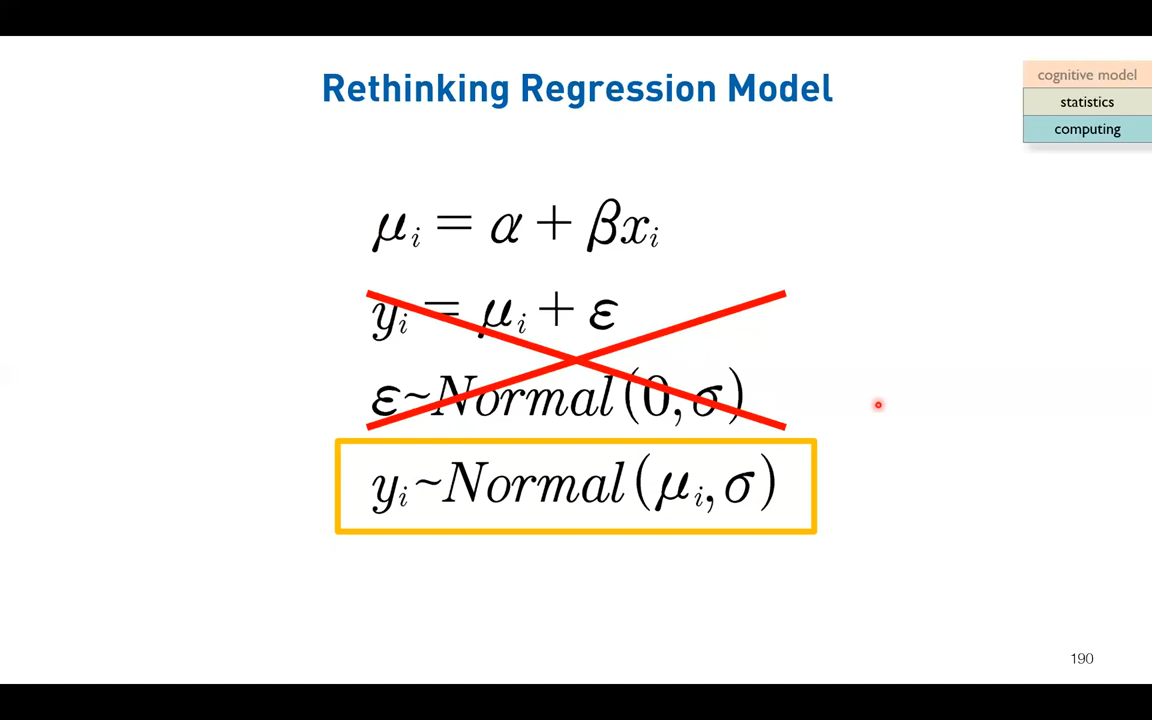 Rethinking Regression Model
cognitive model
statistics
computing
μᵢ = α + βxᵢ
yᵢ = μᵢ + ε
ε~Normal(0, σ)
yᵢ~Normal(μᵢ, σ)
190